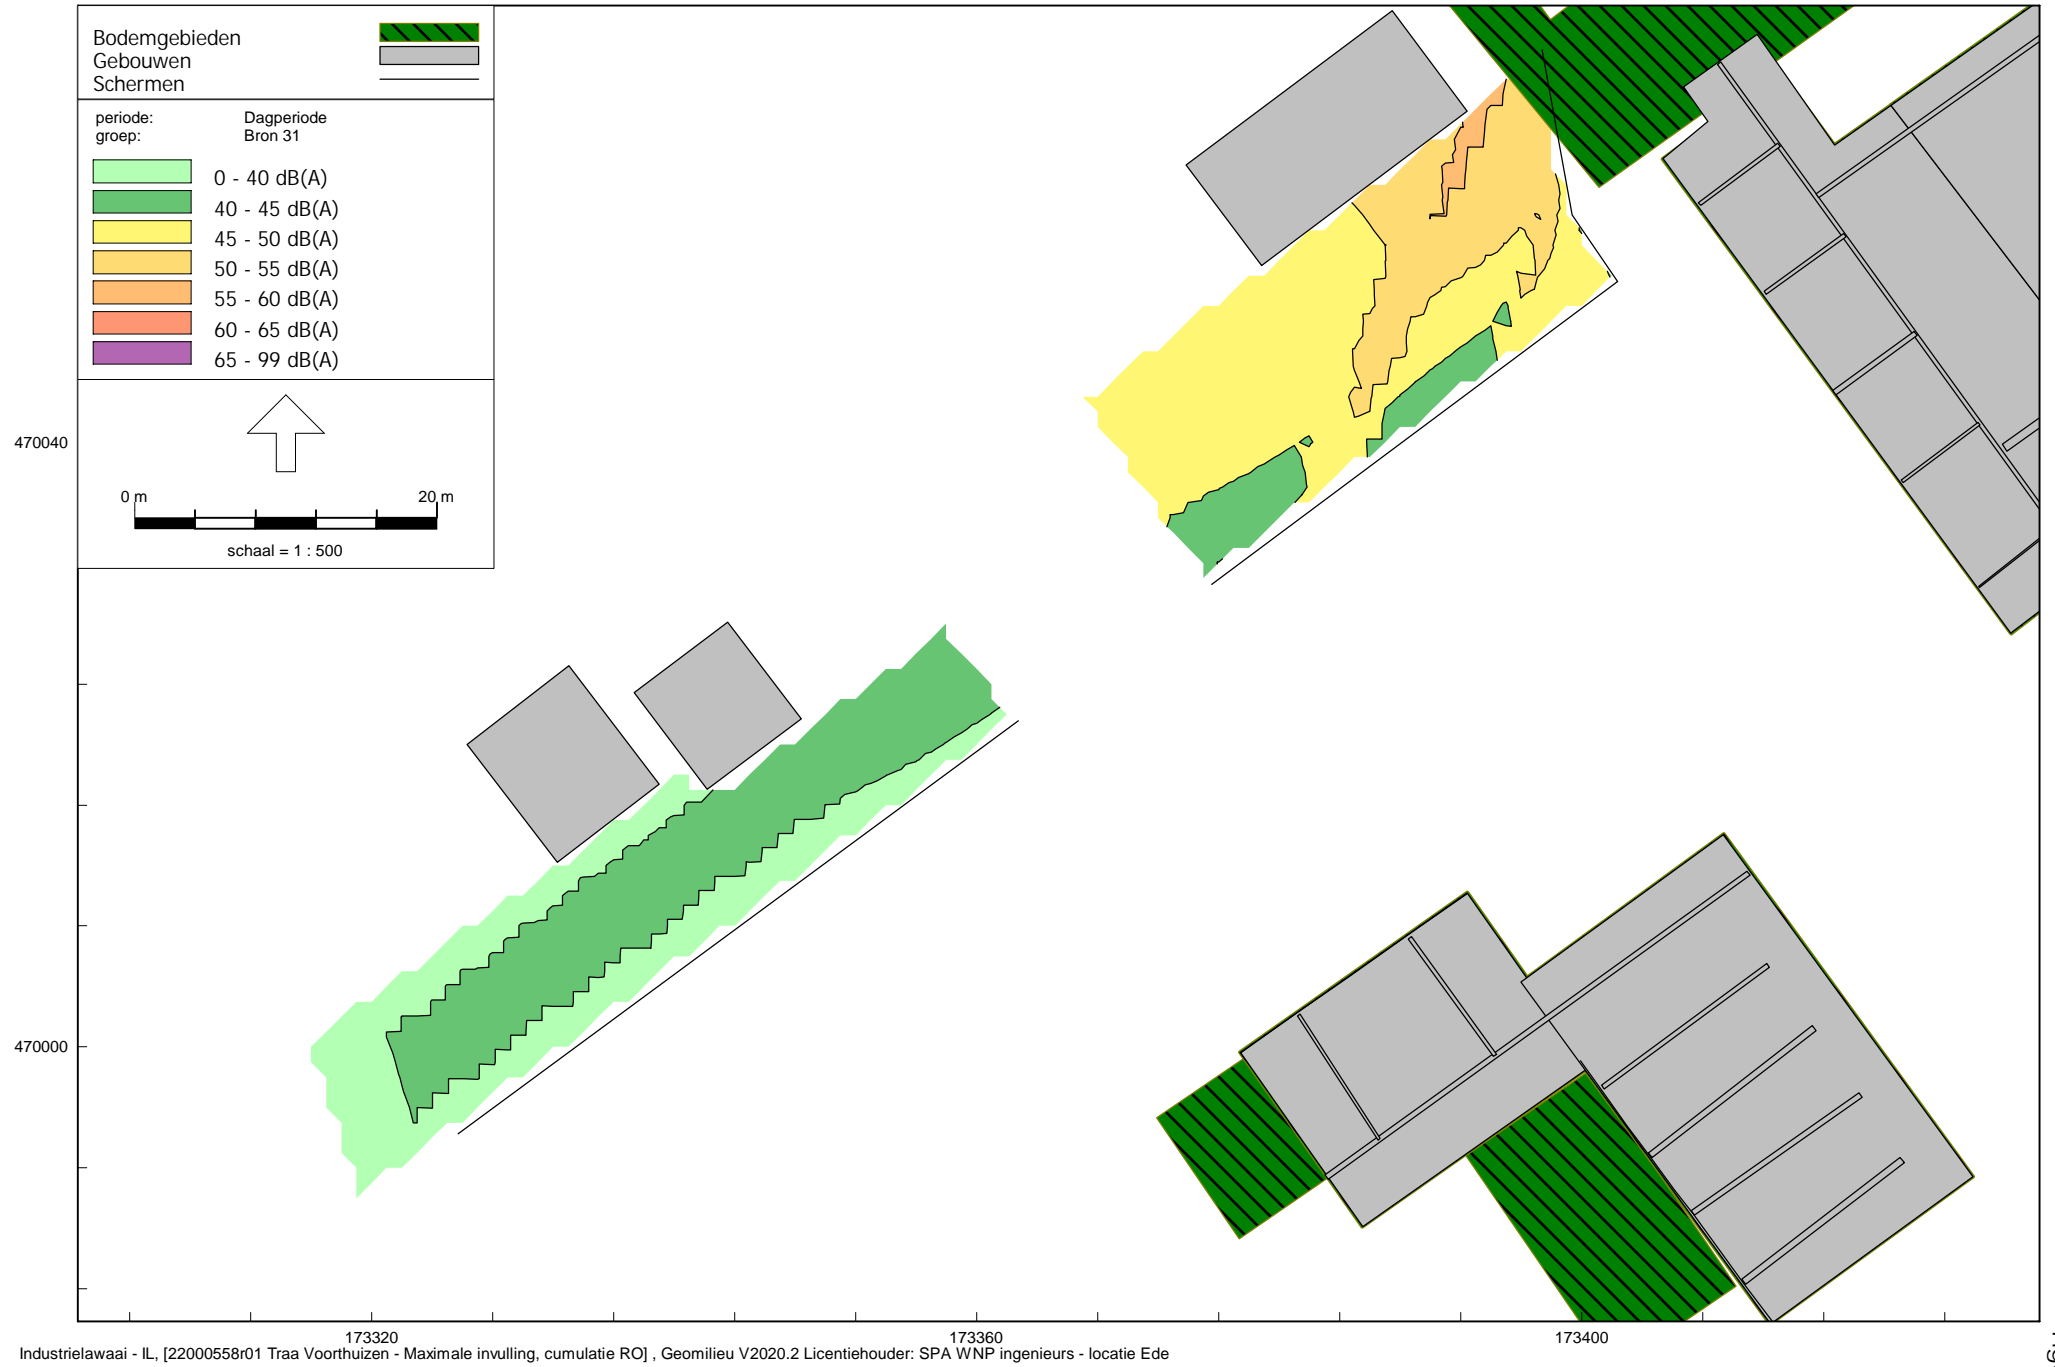 Bodemgebieden
Gebouwen
Schermen
periode: Dagperiode
groep: Bron 31
0 - 40 dB(A)
40 - 45 dB(A)
45 - 50 dB(A)
50 - 55 dB(A)
55 - 60 dB(A)
60 - 65 dB(A)
65 - 99 dB(A)
0 m 20 m
schaal = 1 : 500
470040
470000
173320 173360 173400
Industrielawaai - IL, [22000558r01 Traa Voorthuizen - Maximale invulling, cumulatie RO] , Geomilieu V2020.2 Licentiehouder: SPA WNP ingenieurs - locatie Ede